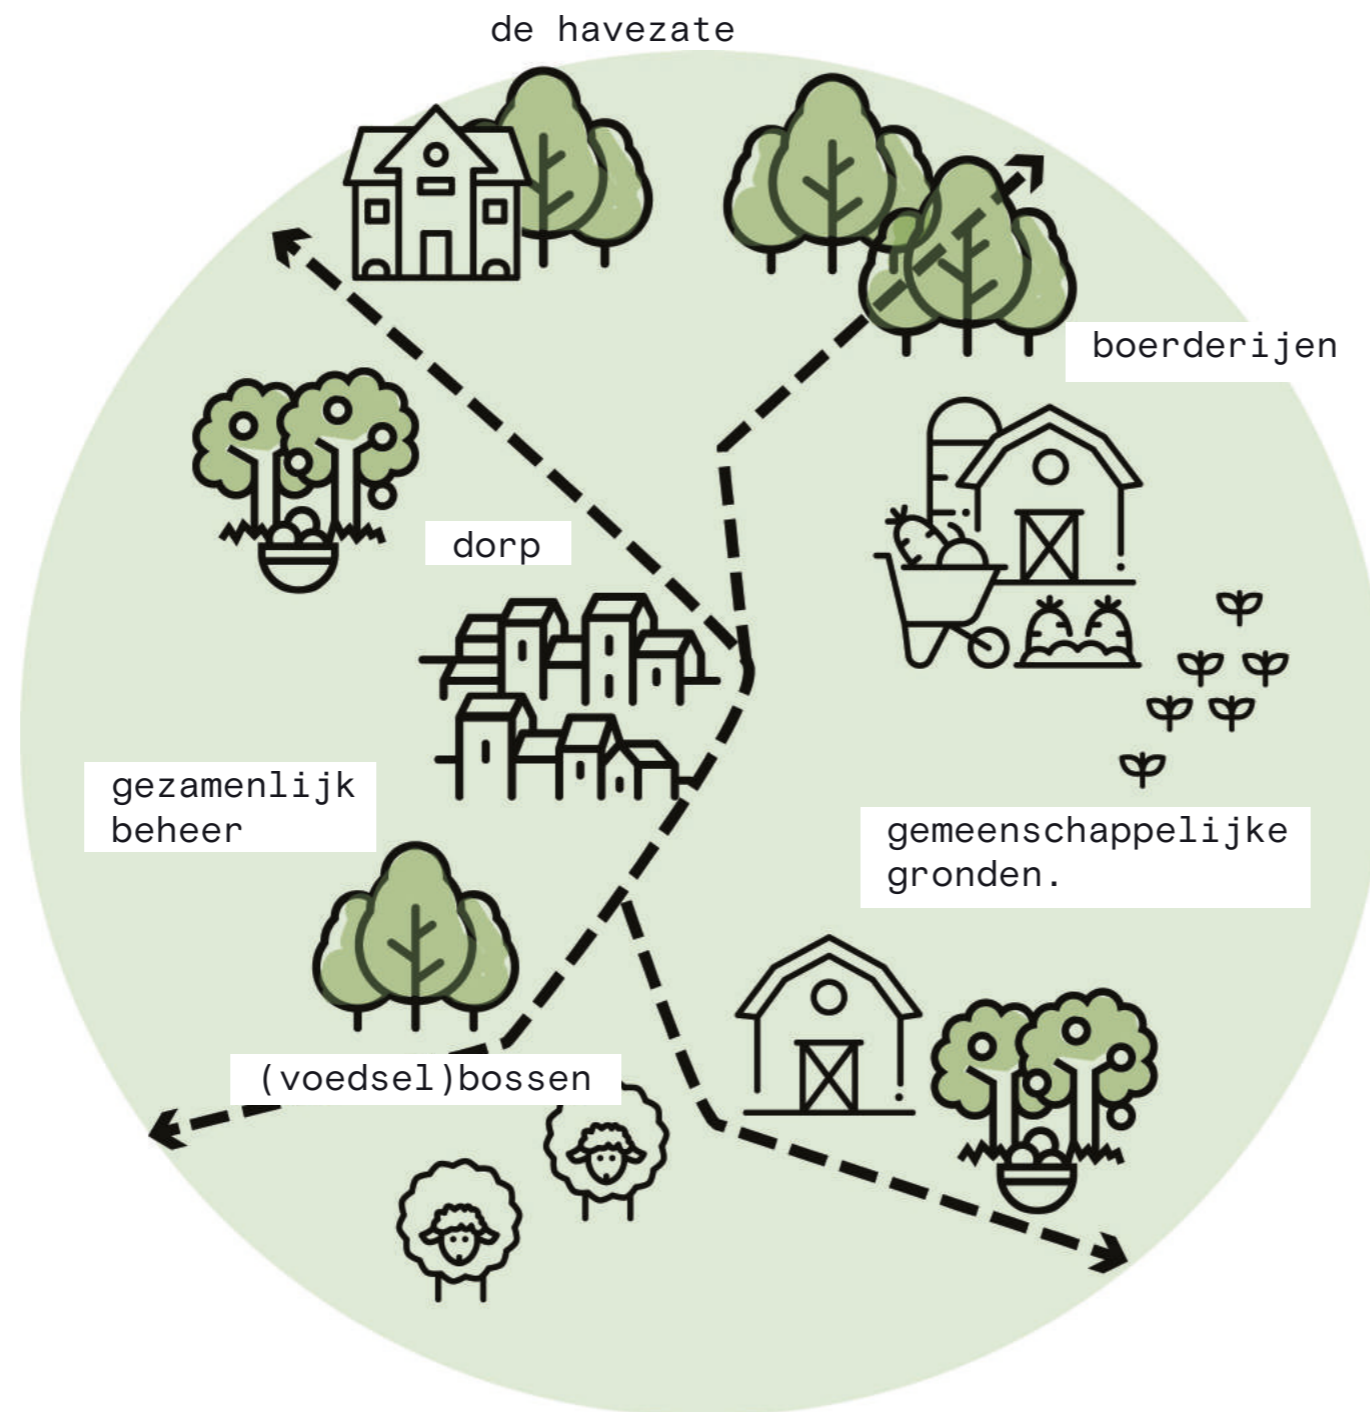 de havezate
boerderijen
dorp
gezamenlijk
beheer
gemeenschappelijke
gronden.
(voedsel)bossen